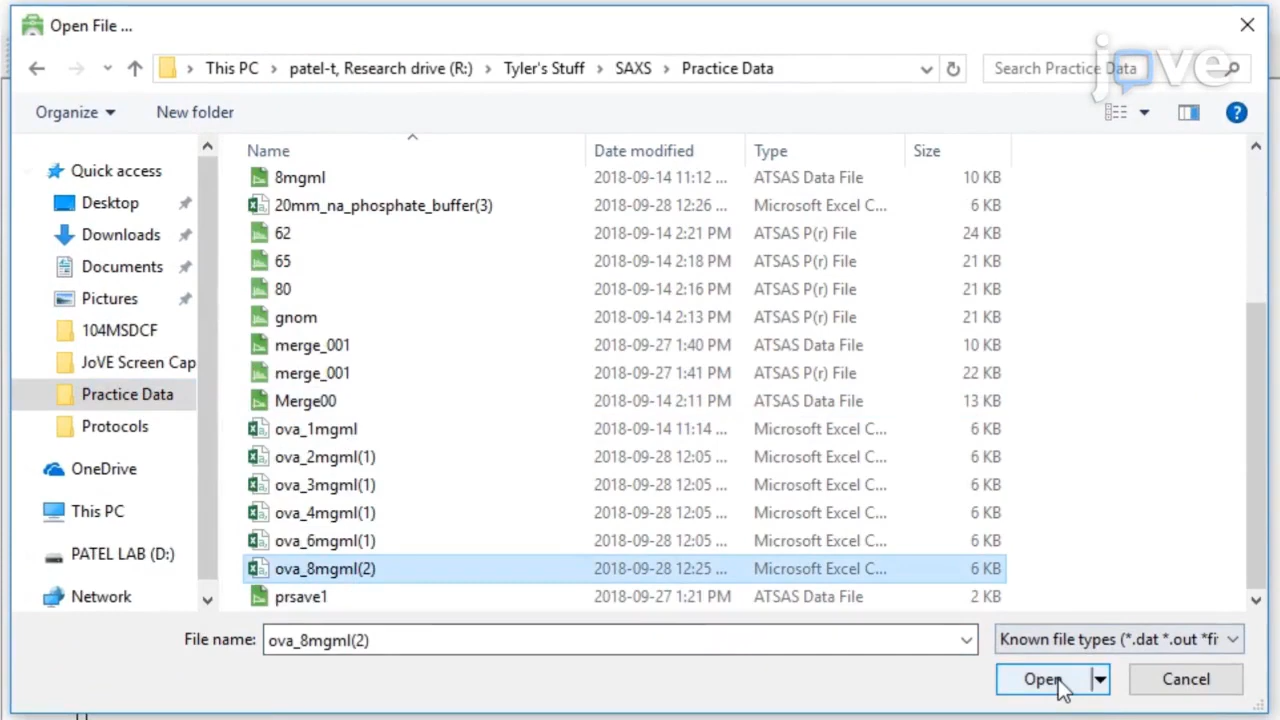 Open File ...
This PC > patel-t, Research drive (R:) > Tyler's Stuff > SAXS > Practice Data
Search Practice Data
jove
Organize
New folder
Name
Date modified
Type
Size
Quick access
Desktop
Downloads
Documents
Pictures
104MSDCF
JoVE Screen Cap
Practice Data
Protocols
OneDrive
This PC
PATEL LAB (D:)
Network
8mgml 2018-09-14 11:12 ... ATSAS Data File 10 KB
20mm_na_phosphate_buffer(3) 2018-09-28 12:26 ... Microsoft Excel C... 6 KB
62 2018-09-14 2:21 PM ATSAS P(r) File 24 KB
65 2018-09-14 2:18 PM ATSAS P(r) File 21 KB
80 2018-09-14 2:16 PM ATSAS P(r) File 21 KB
gnom 2018-09-14 2:13 PM ATSAS P(r) File 21 KB
merge_001 2018-09-27 1:40 PM ATSAS Data File 10 KB
merge_001 2018-09-27 1:41 PM ATSAS P(r) File 22 KB
Merge00 2018-09-14 2:11 PM ATSAS Data File 13 KB
ova_1mgml 2018-09-14 11:14 ... Microsoft Excel C... 6 KB
ova_2mgml(1) 2018-09-28 12:05 ... Microsoft Excel C... 6 KB
ova_3mgml(1) 2018-09-28 12:05 ... Microsoft Excel C... 6 KB
ova_4mgml(1) 2018-09-28 12:05 ... Microsoft Excel C... 6 KB
ova_6mgml(1) 2018-09-28 12:05 ... Microsoft Excel C... 6 KB
ova_8mgml(2) 2018-09-28 12:25 ... Microsoft Excel C... 6 KB
prsave1 2018-09-27 1:21 PM ATSAS Data File 2 KB
File name: ova_8mgml(2)
Known file types (*.dat *.out *fi
Open
Cancel